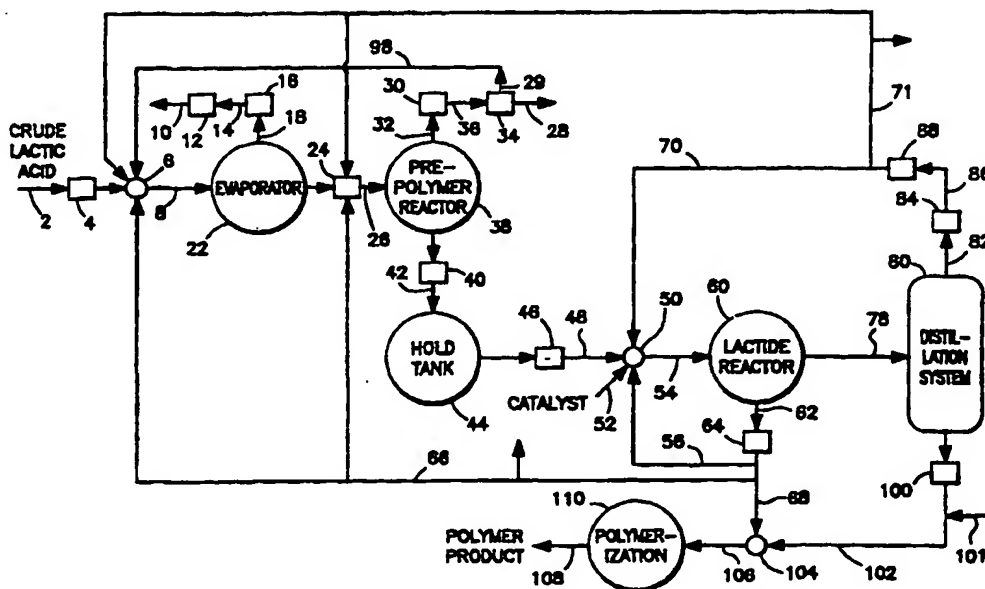 98
16
30
29
71
10
12
14
18
36
34
28
70
88
32
CRUDE
LACTIC
ACID
24
86
6
84
EVAPORATOR
PRE-
POLYMER
REACTOR
82
2
4
8
26
38
80
22
42
40
60
50
46
48
78
HOLD
TANK
LACTIDE
REACTOR
DISTIL-
LATION
SYSTEM
CATALYST
52
54
62
44
64
56
66
68
100
110
POLYMER
PRODUCT
POLYMER-
IZATION
101
108
106
104
102